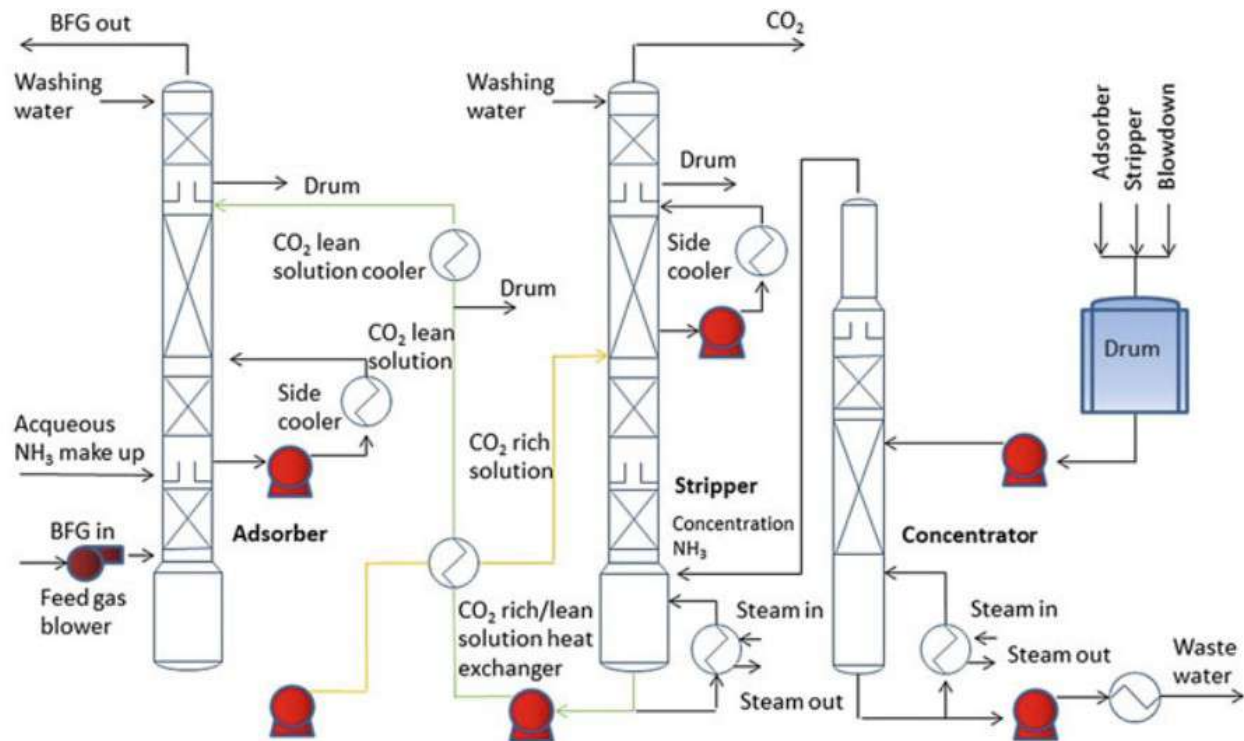 BFG out
Washing
water
Drum
CO₂ lean
solution cooler
Drum
CO₂ lean
solution
Side
cooler
Acqueous
NH₃ make up
BFG in
Feed gas
blower
Adsorber
CO₂ rich
solution
CO₂ rich/lean
solution heat
exchanger
CO₂
Washing
water
Drum
Side
cooler
Stripper
Concentration
NH₃
Steam in
Steam out
Concentrator
Steam in
Steam out
Waste
water
Adsorber
Stripper
Blowdown
Drum